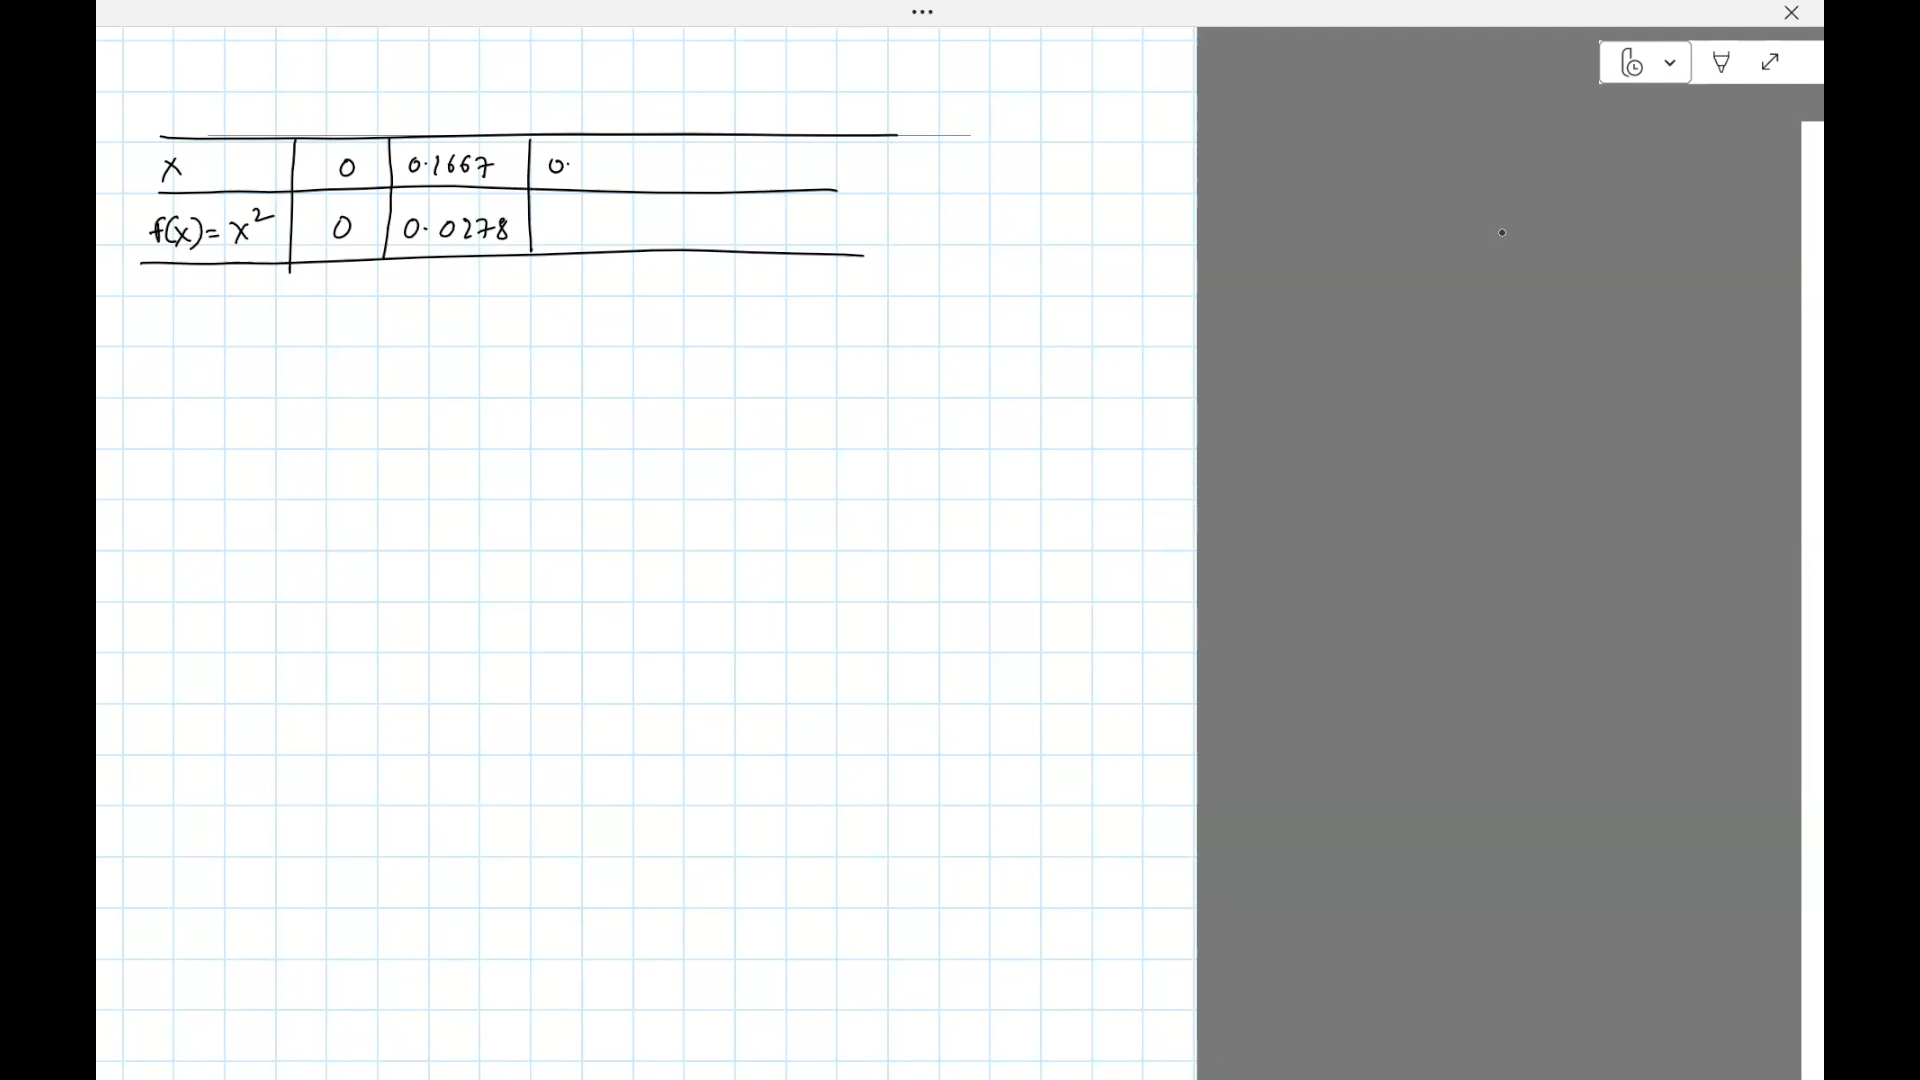 x 0 0.1667 0.
f(x) = x² 0 0.0278